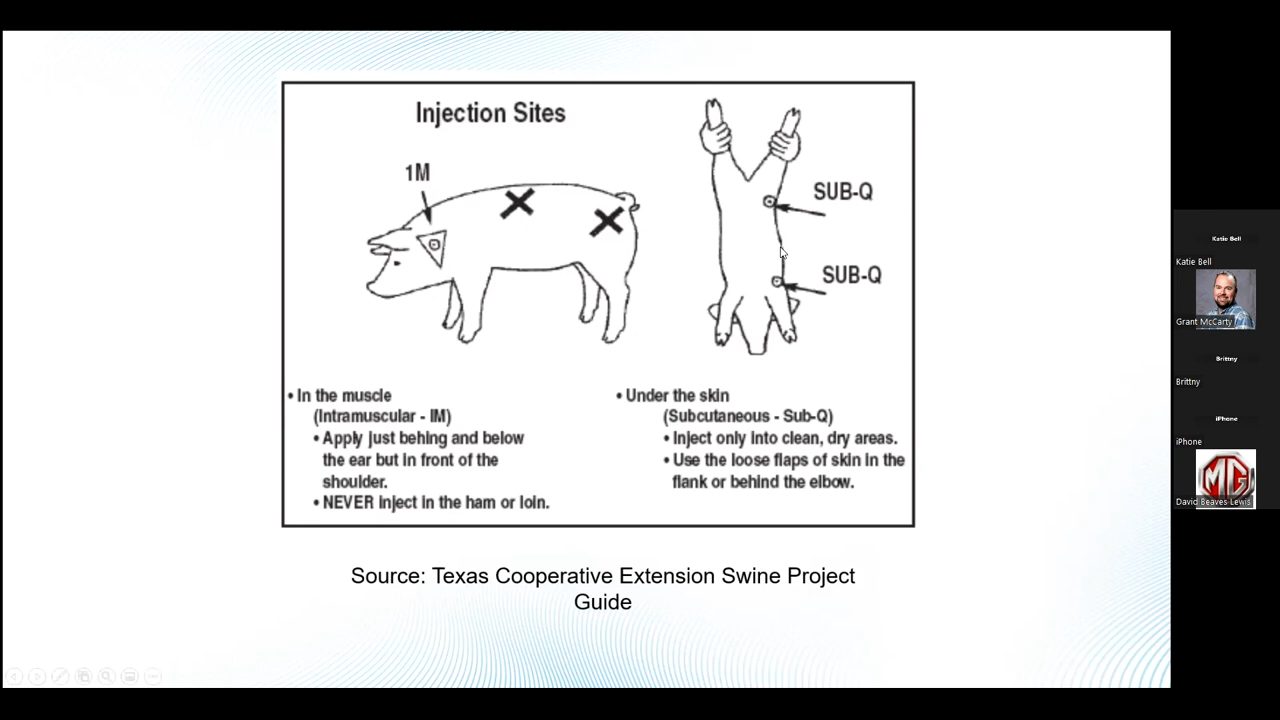 Injection Sites
1M
SUB-Q
SUB-Q
• In the muscle
(Intramuscular - IM)
• Apply just behing and below
the ear but in front of the
shoulder.
• NEVER inject in the ham or loin.
• Under the skin
(Subcutaneous - Sub-Q)
• Inject only into clean, dry areas.
• Use the loose flaps of skin in the
flank or behind the elbow.
Source: Texas Cooperative Extension Swine Project
Guide
Katie Bell
Katie Bell
Grant McCarty
Brittny
Brittny
iPhone
iPhone
MG
David Beaves Lewis